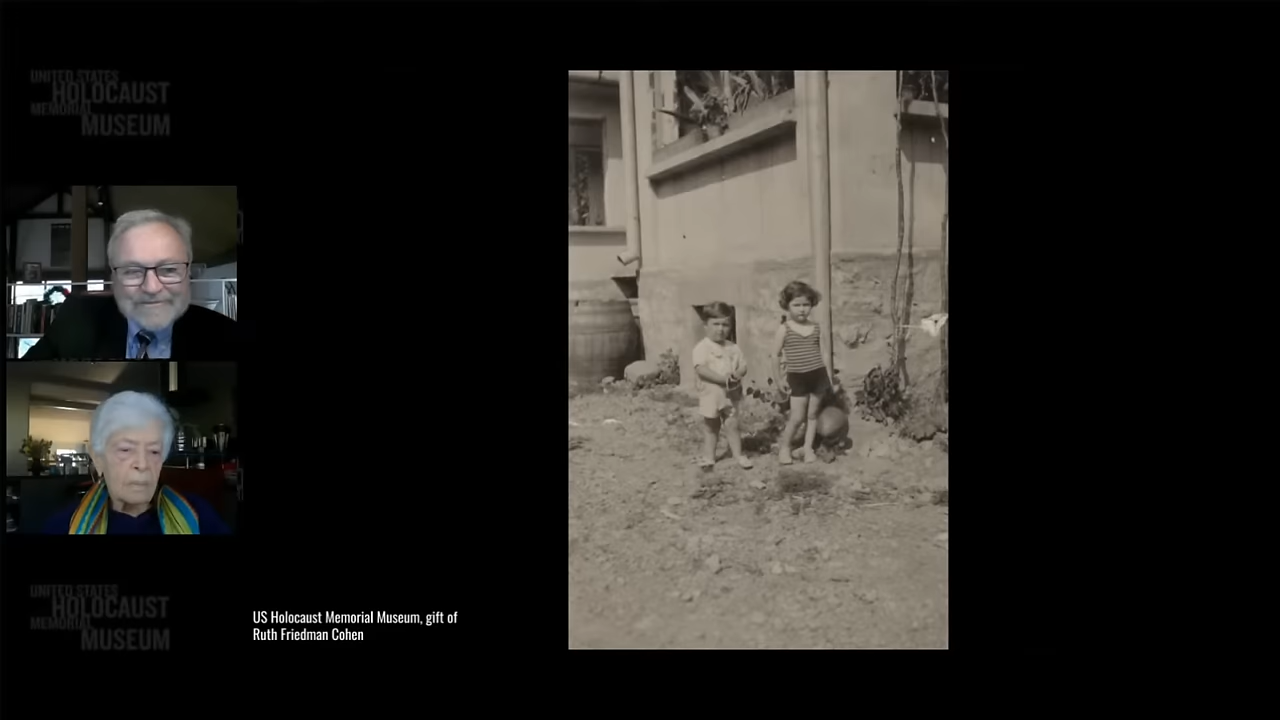 UNITED STATES
HOLOCAUST
MEMORIAL
MUSEUM
US Holocaust Memorial Museum, gift of
Ruth Friedman Cohen
UNITED STATES
HOLOCAUST
MEMORIAL
MUSEUM